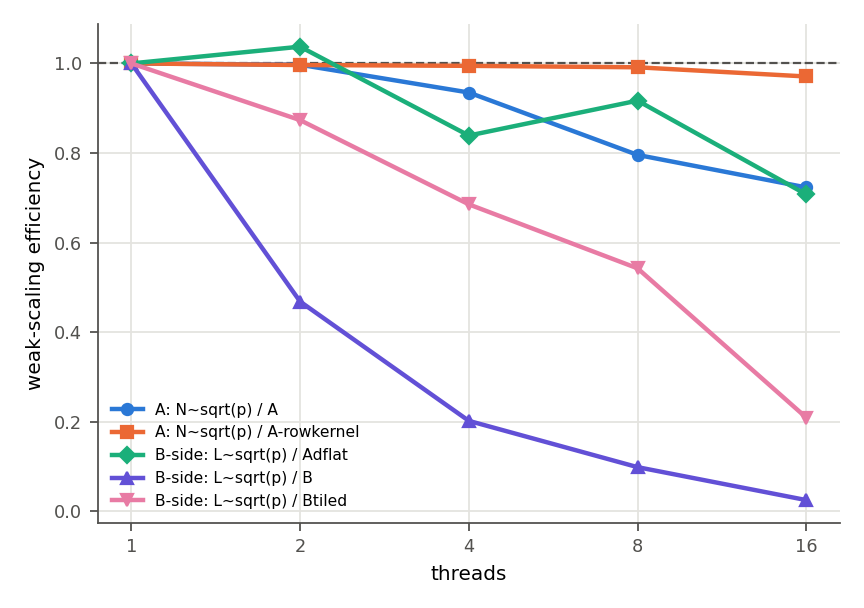 weak-scaling efficiency
1.0
0.8
0.6
0.4
0.2
0.0
A: N~sqrt(p) / A
A: N~sqrt(p) / A-rowkernel
B-side: L~sqrt(p) / Adflat
B-side: L~sqrt(p) / B
B-side: L~sqrt(p) / Btiled
1 2 4 8 16
threads